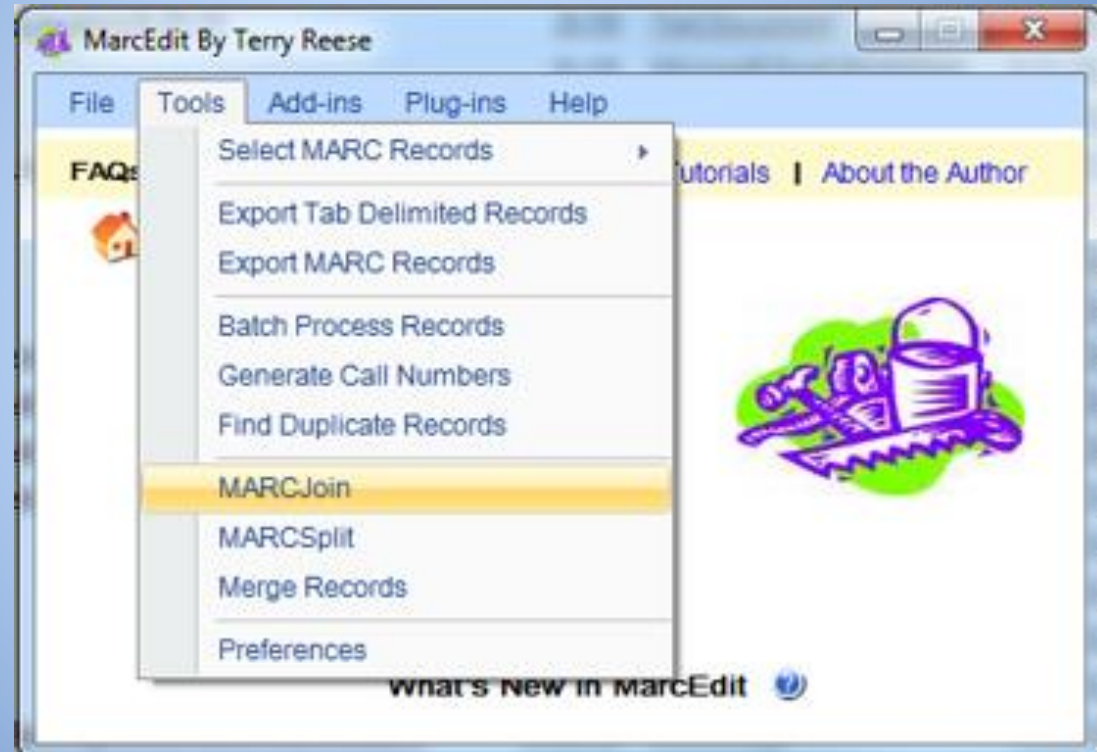 MarcEdit By Terry Reese
File Tools Add-ins Plug-ins Help
FAQs utorials | About the Author
Select MARC Records
Export Tab Delimited Records
Export MARC Records
Batch Process Records
Generate Call Numbers
Find Duplicate Records
MARCJoin
MARCSplit
Merge Records
Preferences
What's New in MarcEdit